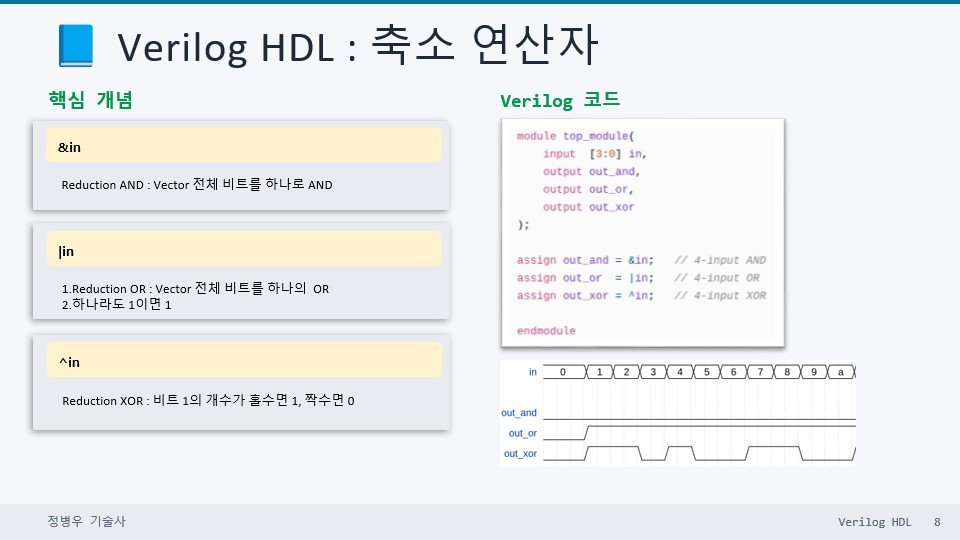 Verilog HDL : 축소 연산자
핵심 개념
&in
Reduction AND : Vector 전체 비트를 하나로 AND
|in
1.Reduction OR : Vector 전체 비트를 하나의 OR
2.하나라도 1이면 1
^in
Reduction XOR : 비트 1의 개수가 홀수면 1, 짝수면 0
Verilog 코드
module top_module(
input [3:0] in,
output out_and,
output out_or,
output out_xor
);
assign out_and = &in; // 4-input AND
assign out_or = |in; // 4-input OR
assign out_xor = ^in; // 4-input XOR
endmodule
in 0 1 2 3 4 5 6 7 8 9 a
out_and
out_or
out_xor
정병우 기술사
Verilog HDL 8